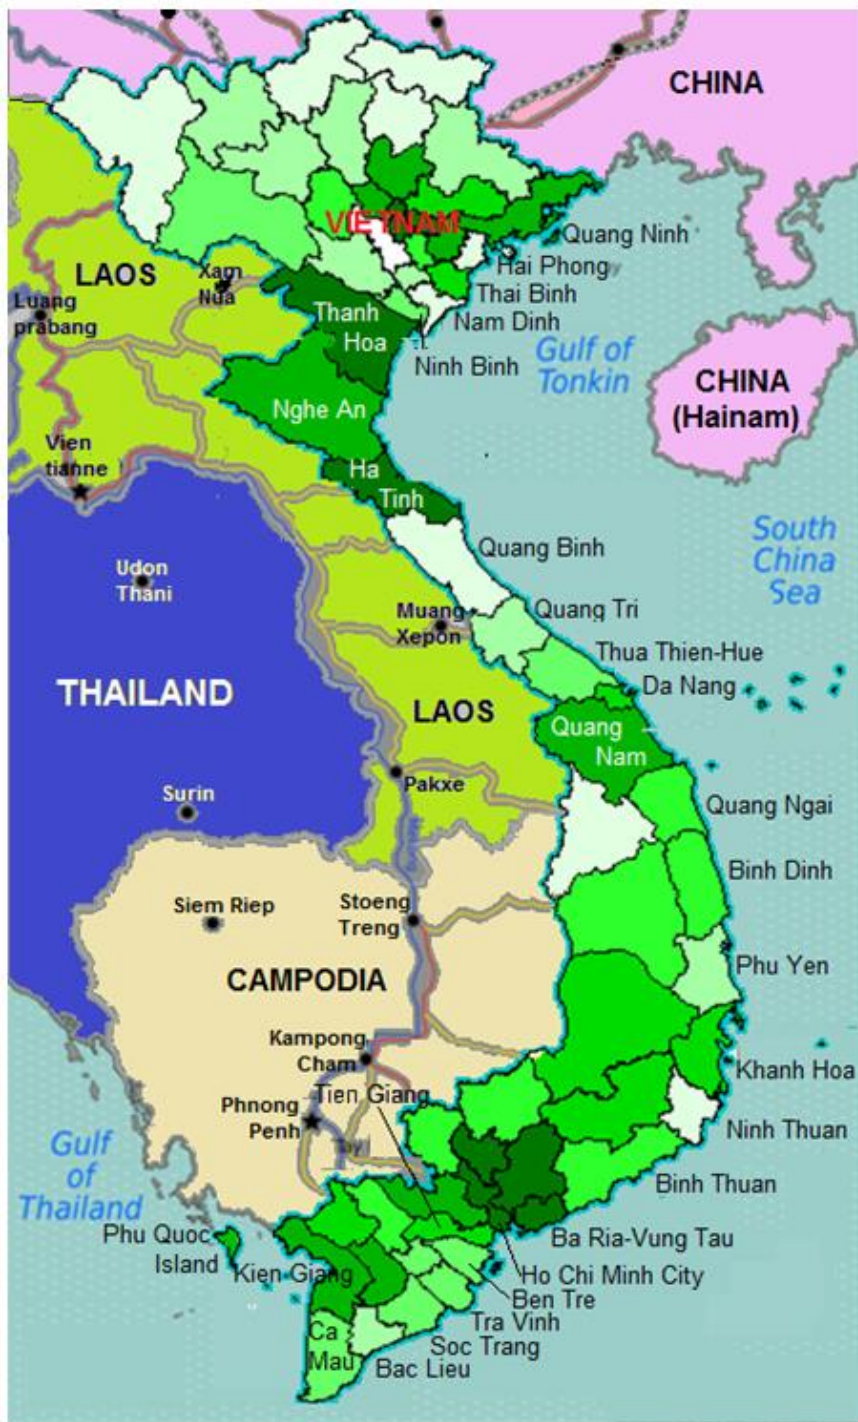 CHINA
VIETNAM
Quang Ninh
Hai Phong
Thai Binh
Nam Dinh
Ninh Binh
LAOS
Xam
Nua
Luang
prabang
Thanh
Hoa
Gulf of
Tonkin
CHINA
(Hainam)
Nghe An
Vien
tianne
Ha
Tinh
South
China
Sea
Quang Binh
Udon
Thani
Muang
Xepon
Quang Tri
Thua Thien-Hue
Da Nang
THAILAND
LAOS
Quang
Nam
Pakxe
Surin
Quang Ngai
Binh Dinh
Siem Riep
Stoeng
Treng
Phu Yen
CAMPODIA
Kampong
Cham
Khanh Hoa
Tien Giang
Phnong
Penh
Ninh Thuan
Gulf
of
Thailand
Binh Thuan
Phu Quoc
Island
Kien Giang
Ba Ria-Vung Tau
Ho Chi Minh City
Ben Tre
Tra Vinh
Soc Trang
Bac Lieu
Ca
Mau